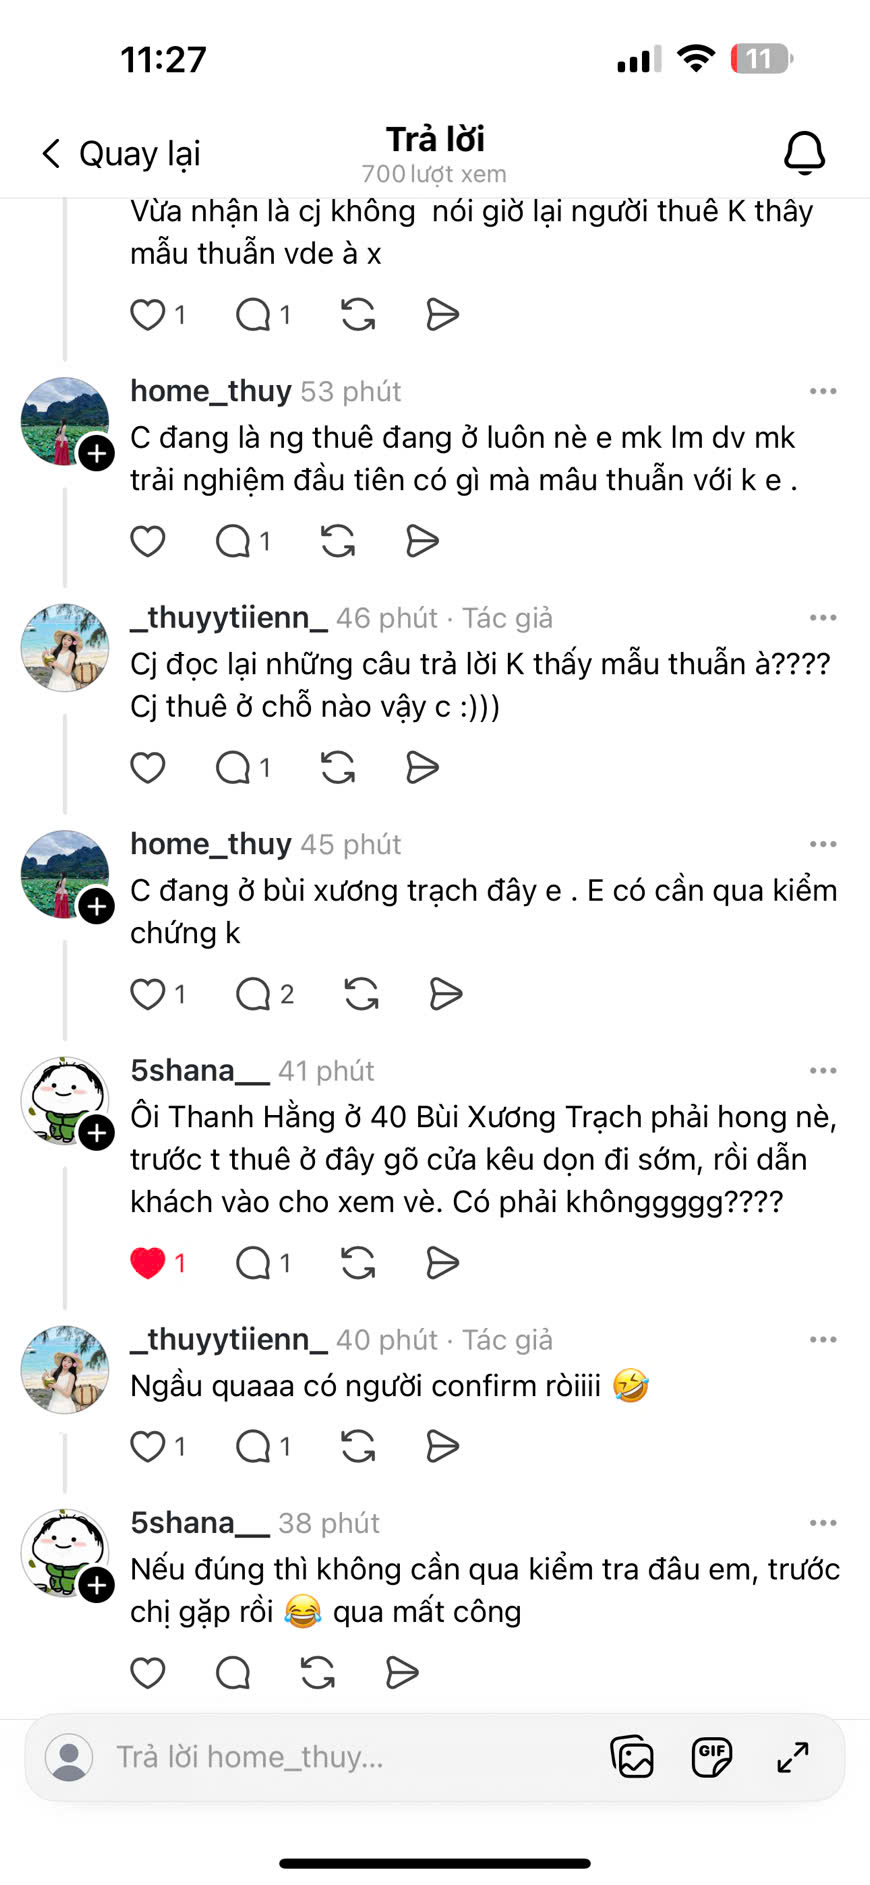 11:27
11
Quay lại
Trả lời
700 lượt xem
Vừa nhận là cj không nói giờ lại người thuê K thấy
mẫu thuẫn vde à x
1
1
home_thuy 53 phút
C đang là ng thuê đang ở luôn nè e mk lm dv mk
trải nghiệm đầu tiên có gì mà mâu thuẫn với k e .
1
_thuyytiienn_ 46 phút · Tác giả
Cj đọc lại những câu trả lời K thấy mẫu thuẫn à????
Cj thuê ở chỗ nào vậy c :)))
1
home_thuy 45 phút
C đang ở bùi xương trạch đây e . E có cần qua kiểm
chứng k
1
2
5shana__ 41 phút
Ôi Thanh Hằng ở 40 Bùi Xương Trạch phải hong nè,
trước t thuê ở đây gõ cửa kêu dọn đi sớm, rồi dẫn
khách vào cho xem vè. Có phải khônggggg????
1
1
_thuyytiienn_ 40 phút · Tác giả
Ngầu quaaa có người confirm ròiiii 🤣
1
1
5shana__ 38 phút
Nếu đúng thì không cần qua kiểm tra đâu em, trước
chị gặp rồi 😂 qua mất công
Trả lời home_thuy...
GIF